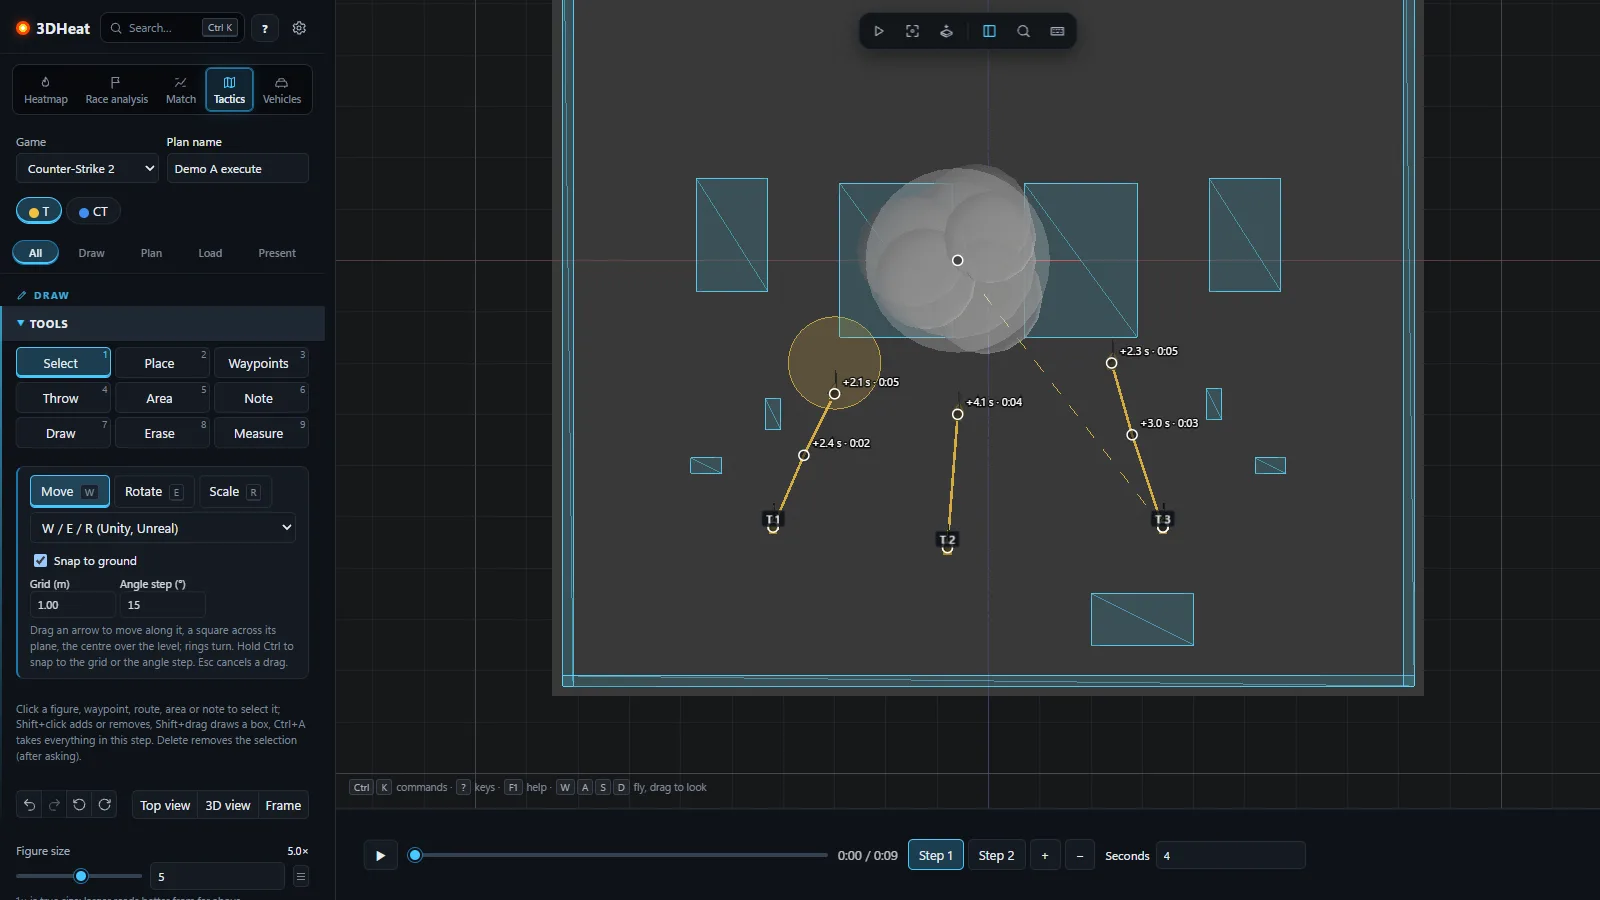 3DHeat
Search...
Ctrl K
?
Heatmap
Race analysis
Match
Tactics
Vehicles
Game
Plan name
Counter-Strike 2
Demo A execute
T
CT
All
Draw
Plan
Load
Present
DRAW
TOOLS
Select 1
Place 2
Waypoints 3
Throw 4
Area 5
Note 6
Draw 7
Erase 8
Measure 9
Move W
Rotate E
Scale R
W / E / R (Unity, Unreal)
Snap to ground
Grid (m)
Angle step (°)
1.00
15
Drag an arrow to move along it, a square across its
plane, the centre over the level; rings turn. Hold Ctrl to
snap to the grid or the angle step. Esc cancels a drag.
Click a figure, waypoint, route, area or note to select it;
Shift+click adds or removes, Shift+drag draws a box, Ctrl+A
takes everything in this step. Delete removes the selection
(after asking).
Top view
3D view
Frame
Figure size
5.0×
5
+2.3 s · 0:05
+2.1 s · 0:05
+4.1 s · 0:04
+3.0 s · 0:03
+2.4 s · 0:02
T1
T2
T3
Ctrl K commands · ? keys · F1 help · W A S D fly, drag to look
0:00 / 0:09
Step 1
Step 2
+
−
Seconds
4